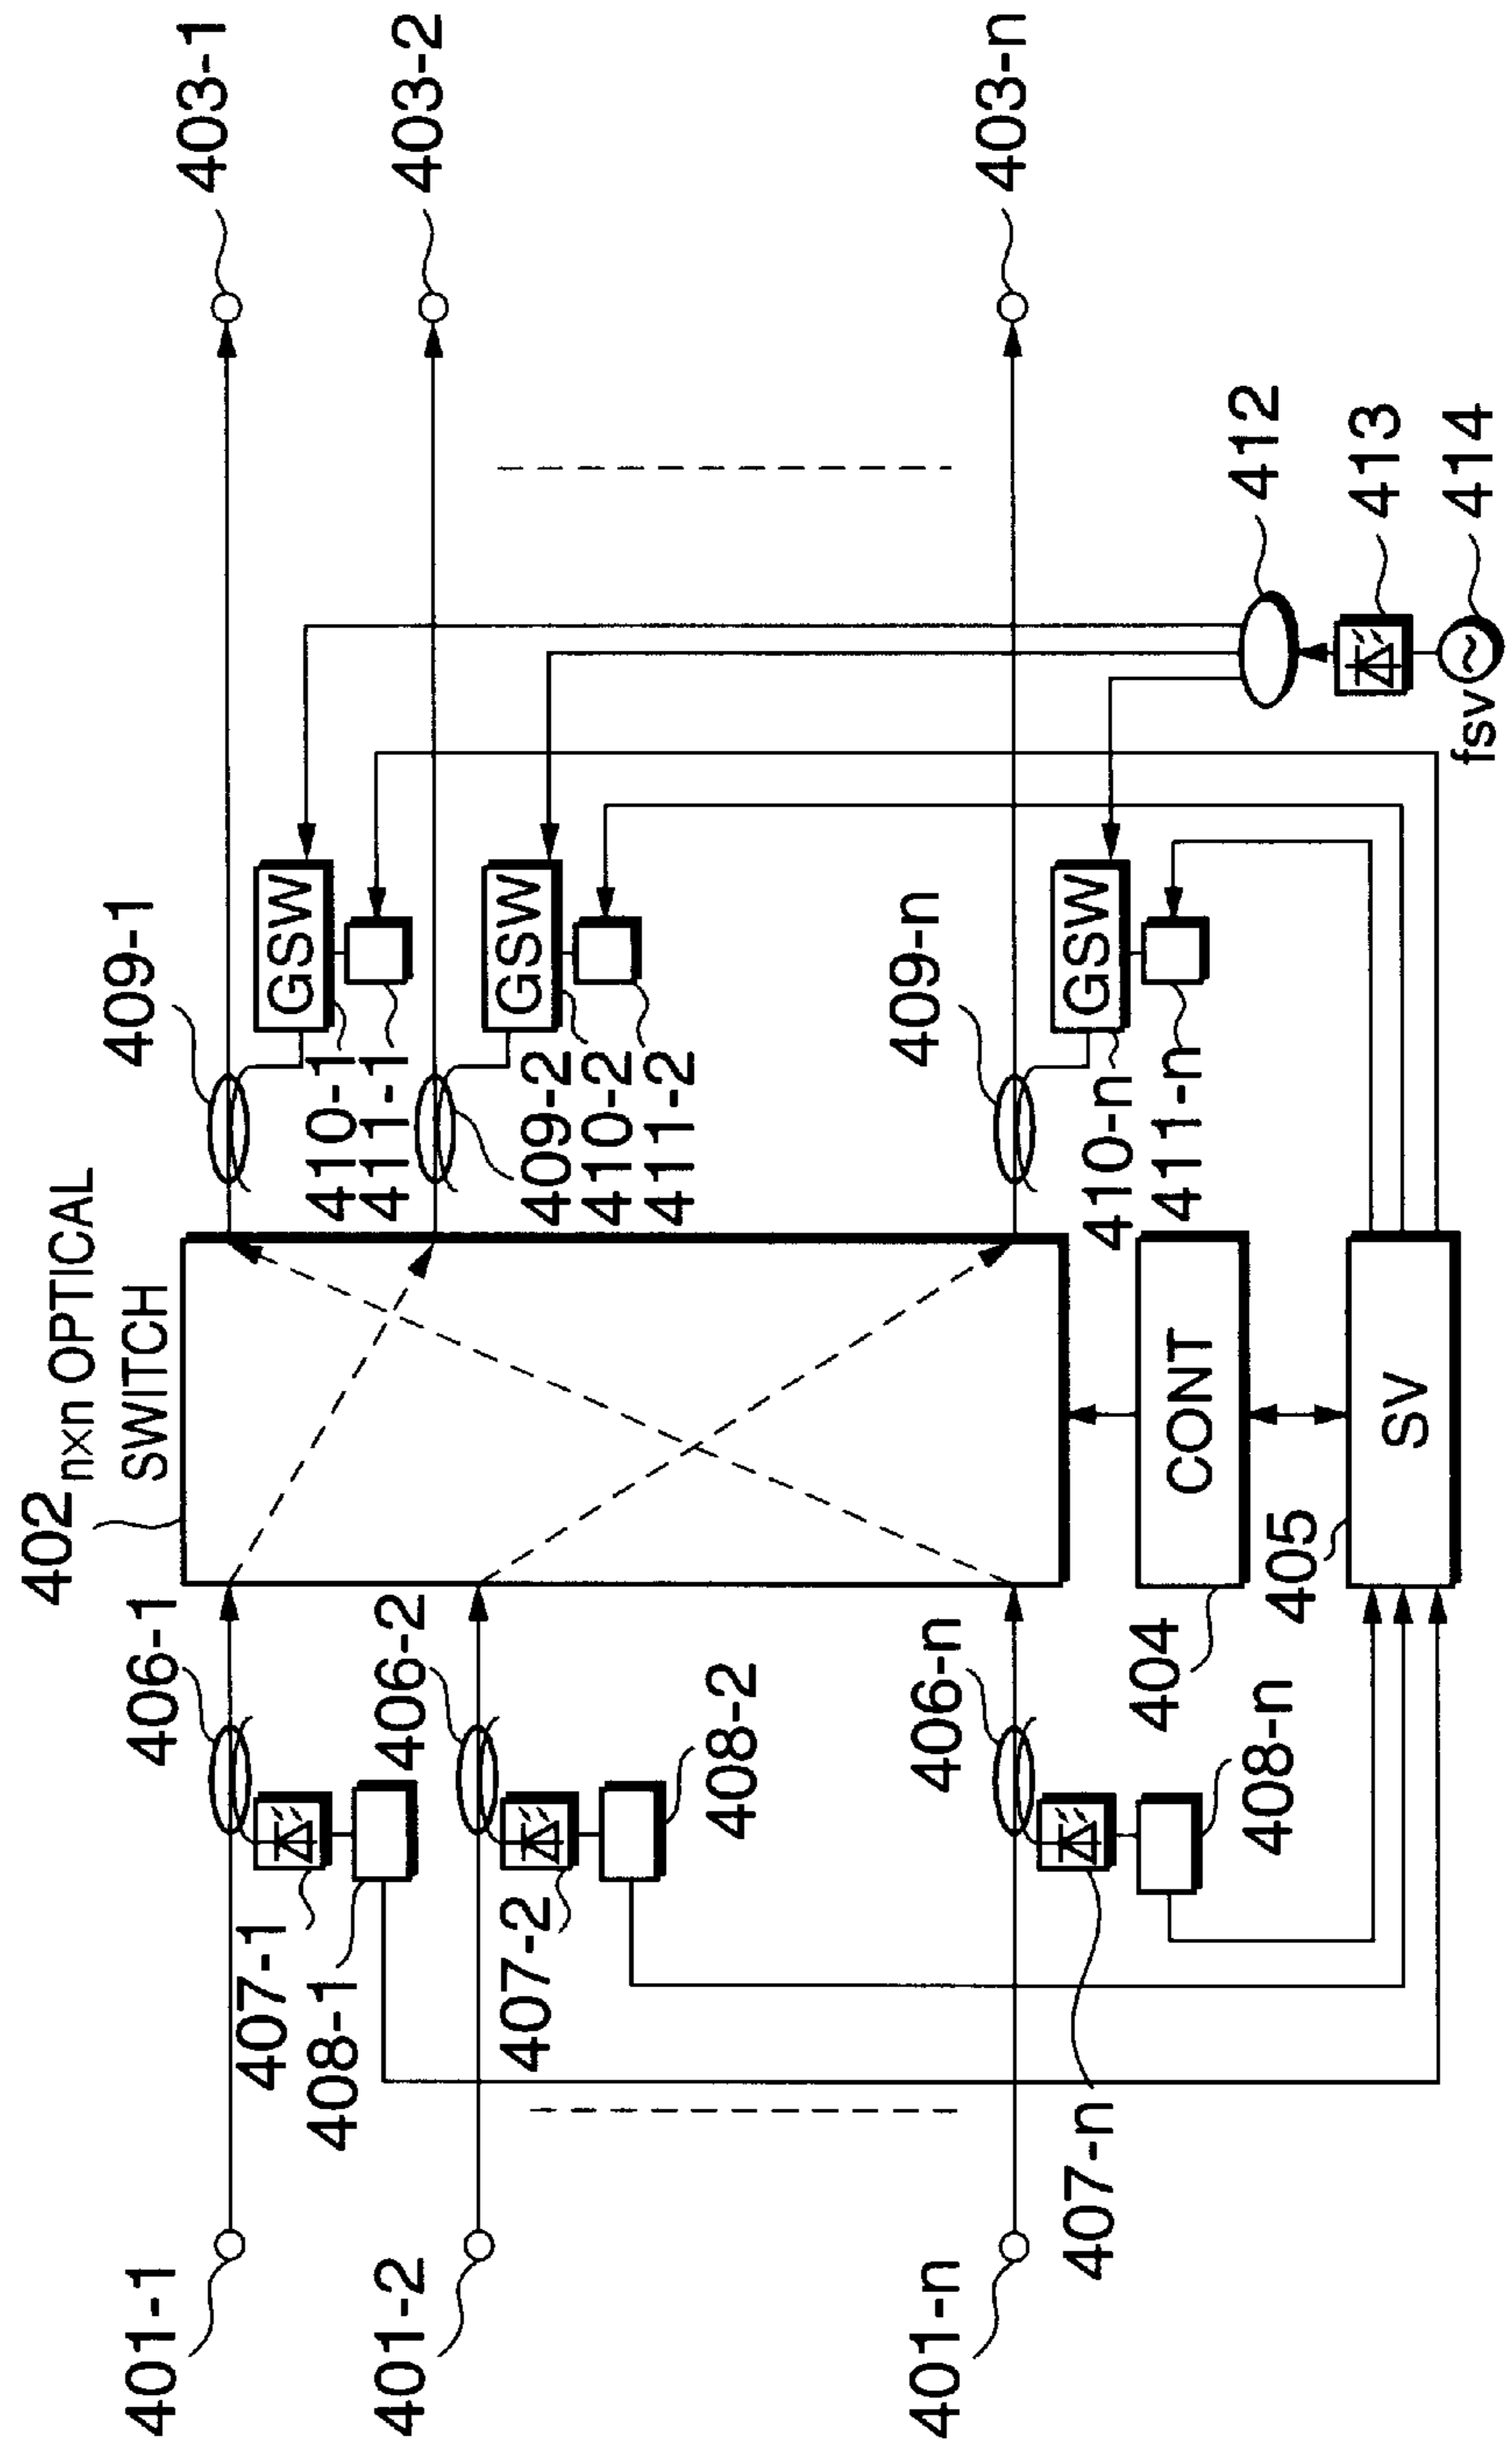 402
n×n OPTICAL
SWITCH
401-1
406-1
409-1
403-1
407-1
408-1
410-1
411-1
GSW
401-2
406-2
409-2
403-2
407-2
408-2
410-2
411-2
GSW
401-n
406-n
409-n
403-n
407-n
408-n
410-n
411-n
GSW
404
CONT
405
SV
412
413
414
fsv